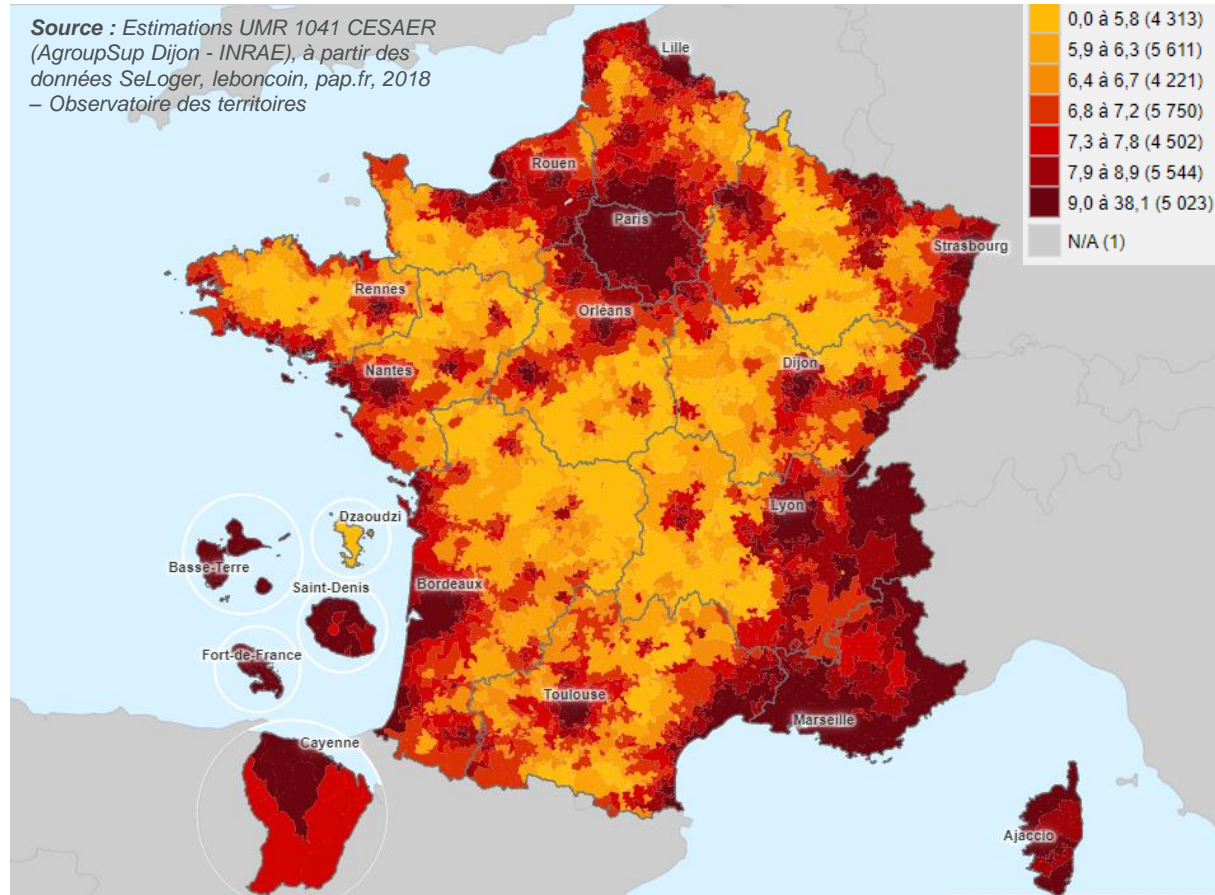 Source : Estimations UMR 1041 CESAER
(AgroupSup Dijon - INRAE), à partir des
données SeLoger, leboncoin, pap.fr, 2018
– Observatoire des territoires
0,0 à 5,8 (4 313)
5,9 à 6,3 (5 611)
6,4 à 6,7 (4 221)
6,8 à 7,2 (5 750)
7,3 à 7,8 (4 502)
7,9 à 8,9 (5 544)
9,0 à 38,1 (5 023)
N/A (1)
Lille
Rouen
Paris
Strasbourg
Rennes
Orléans
Nantes
Dijon
Lyon
Dzaoudzi
Basse-Terre
Saint-Denis
Bordeaux
Fort-de-France
Toulouse
Marseille
Cayenne
Ajaccio